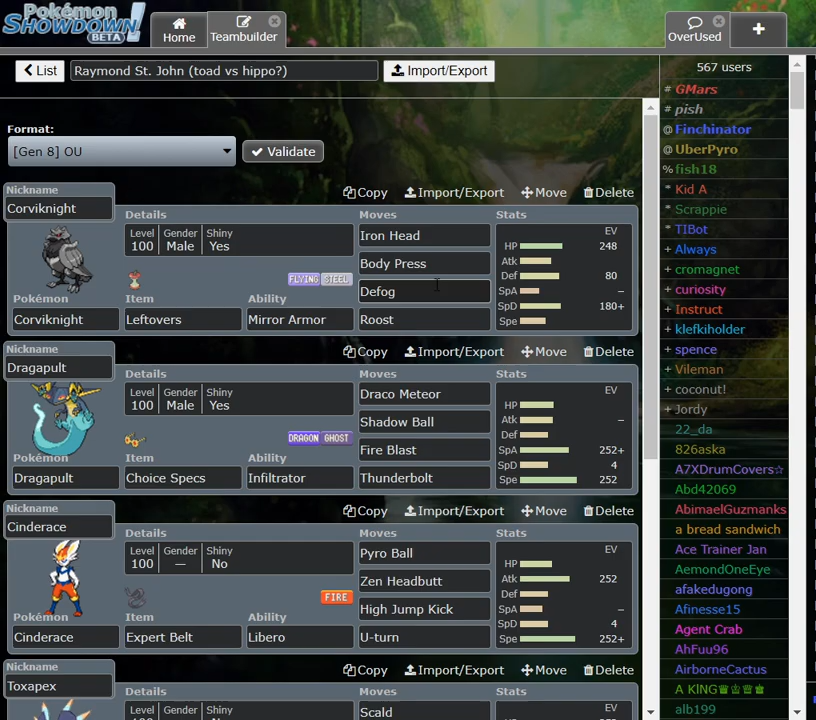 Pokémon
SHOWDOWN!
BETA
Home
Teambuilder
OverUsed
+
< List
Raymond St. John (toad vs hippo?)
Import/Export
Format:
[Gen 8] OU
Validate
Nickname
Corviknight
Copy
Import/Export
Move
Delete
Details
Level
100
Gender
Male
Shiny
Yes
FLYING
STEEL
Pokémon
Corviknight
Item
Leftovers
Ability
Mirror Armor
Moves
Iron Head
Body Press
Defog
Roost
Stats
EV
HP 248
Atk
Def 80
SpA –
SpD 180+
Spe
Nickname
Dragapult
Copy
Import/Export
Move
Delete
Details
Level
100
Gender
Male
Shiny
Yes
DRAGON
GHOST
Pokémon
Dragapult
Item
Choice Specs
Ability
Infiltrator
Moves
Draco Meteor
Shadow Ball
Fire Blast
Thunderbolt
Stats
EV
HP
Atk –
Def
SpA 252+
SpD 4
Spe 252
Nickname
Cinderace
Copy
Import/Export
Move
Delete
Details
Level
100
Gender
—
Shiny
No
FIRE
Pokémon
Cinderace
Item
Expert Belt
Ability
Libero
Moves
Pyro Ball
Zen Headbutt
High Jump Kick
U-turn
Stats
EV
HP
Atk 252
Def
SpA –
SpD 4
Spe 252+
Nickname
Toxapex
Copy
Import/Export
Move
Delete
Details
Level
Gender
Shiny
Moves
Scald
Stats
EV
HP
567 users
# GMars
# pish
@ Finchinator
@ UberPyro
% fish18
* Kid A
* Scrappie
* TIBot
+ Always
+ cromagnet
+ curiosity
+ Instruct
+ klefkiholder
+ spence
+ Vileman
+ coconut!
+ Jordy
22_da
826aska
A7XDrumCovers☆
Abd42069
AbimaelGuzmanks
a bread sandwich
Ace Trainer Jan
AemondOneEye
afakedugong
Afinesse15
Agent Crab
AhFuu96
AirborneCactus
A KlNG♛♔♕♛♚
alb199